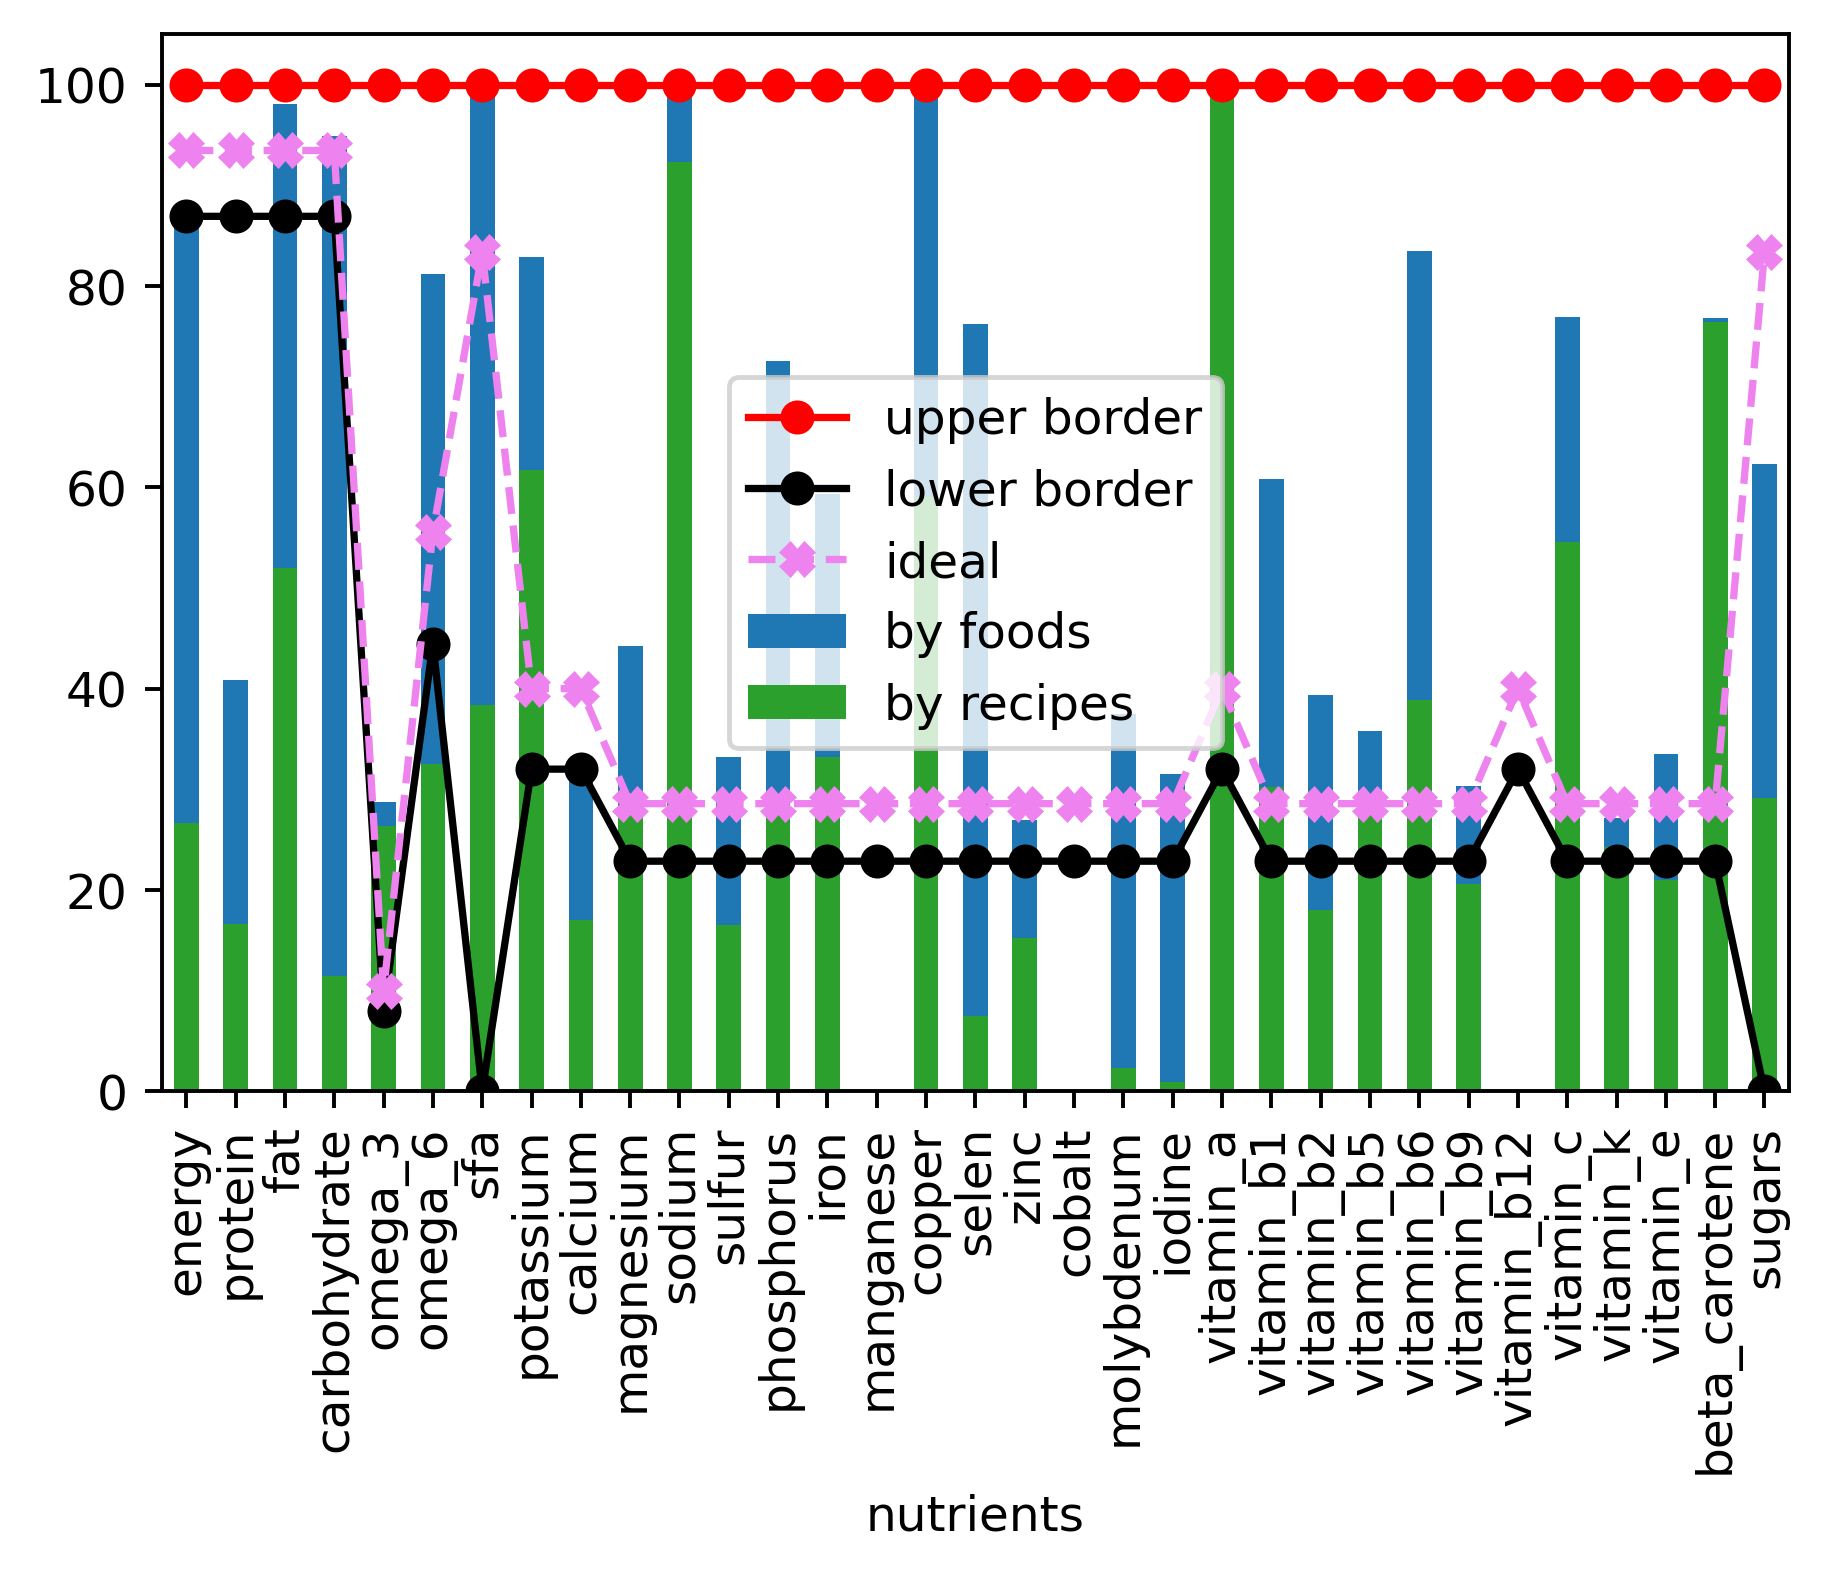 100
80
60
40
20
0
upper border
lower border
ideal
by foods
by recipes
energy
protein
fat
carbohydrate
omega_3
omega_6
sfa
potassium
calcium
magnesium
sodium
sulfur
phosphorus
iron
manganese
copper
selen
zinc
cobalt
molybdenum
iodine
vitamin_a
vitamin_b1
vitamin_b2
vitamin_b5
vitamin_b6
vitamin_b9
vitamin_b12
vitamin_c
vitamin_k
vitamin_e
beta_carotene
sugars
nutrients